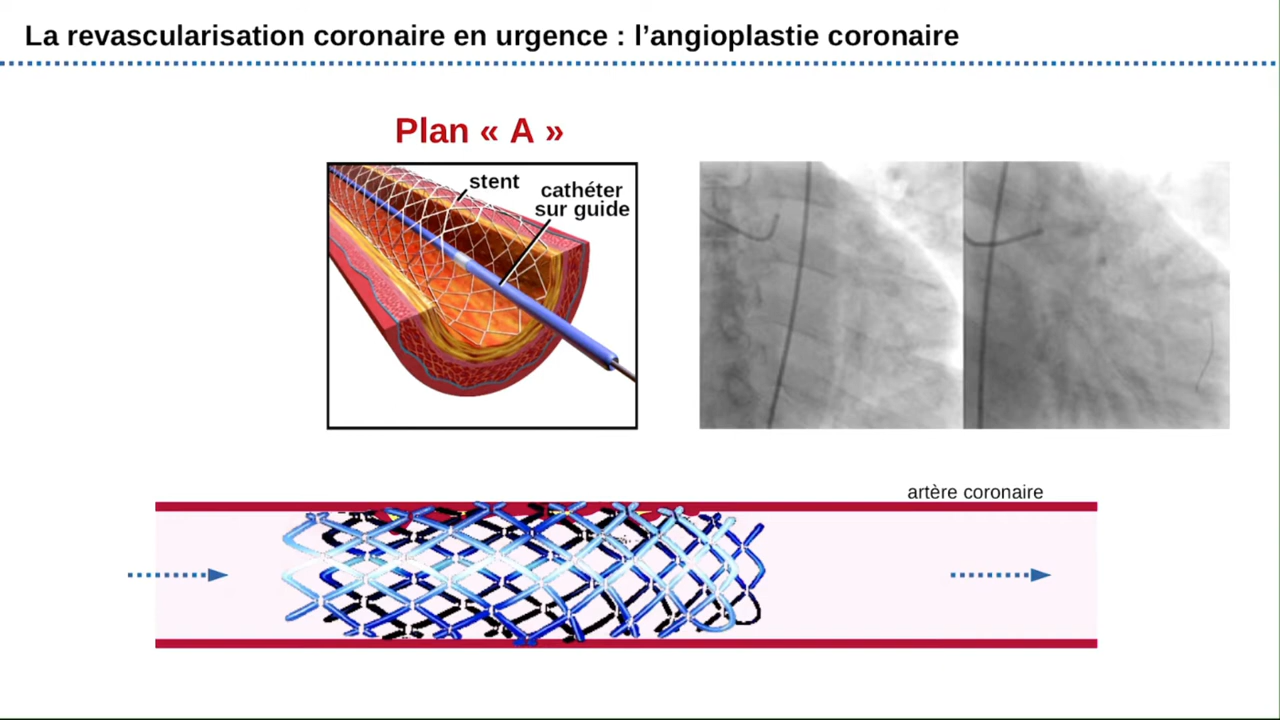 La revascularisation coronaire en urgence : l’angioplastie coronaire
Plan « A »
stent
cathéter
sur guide
artère coronaire